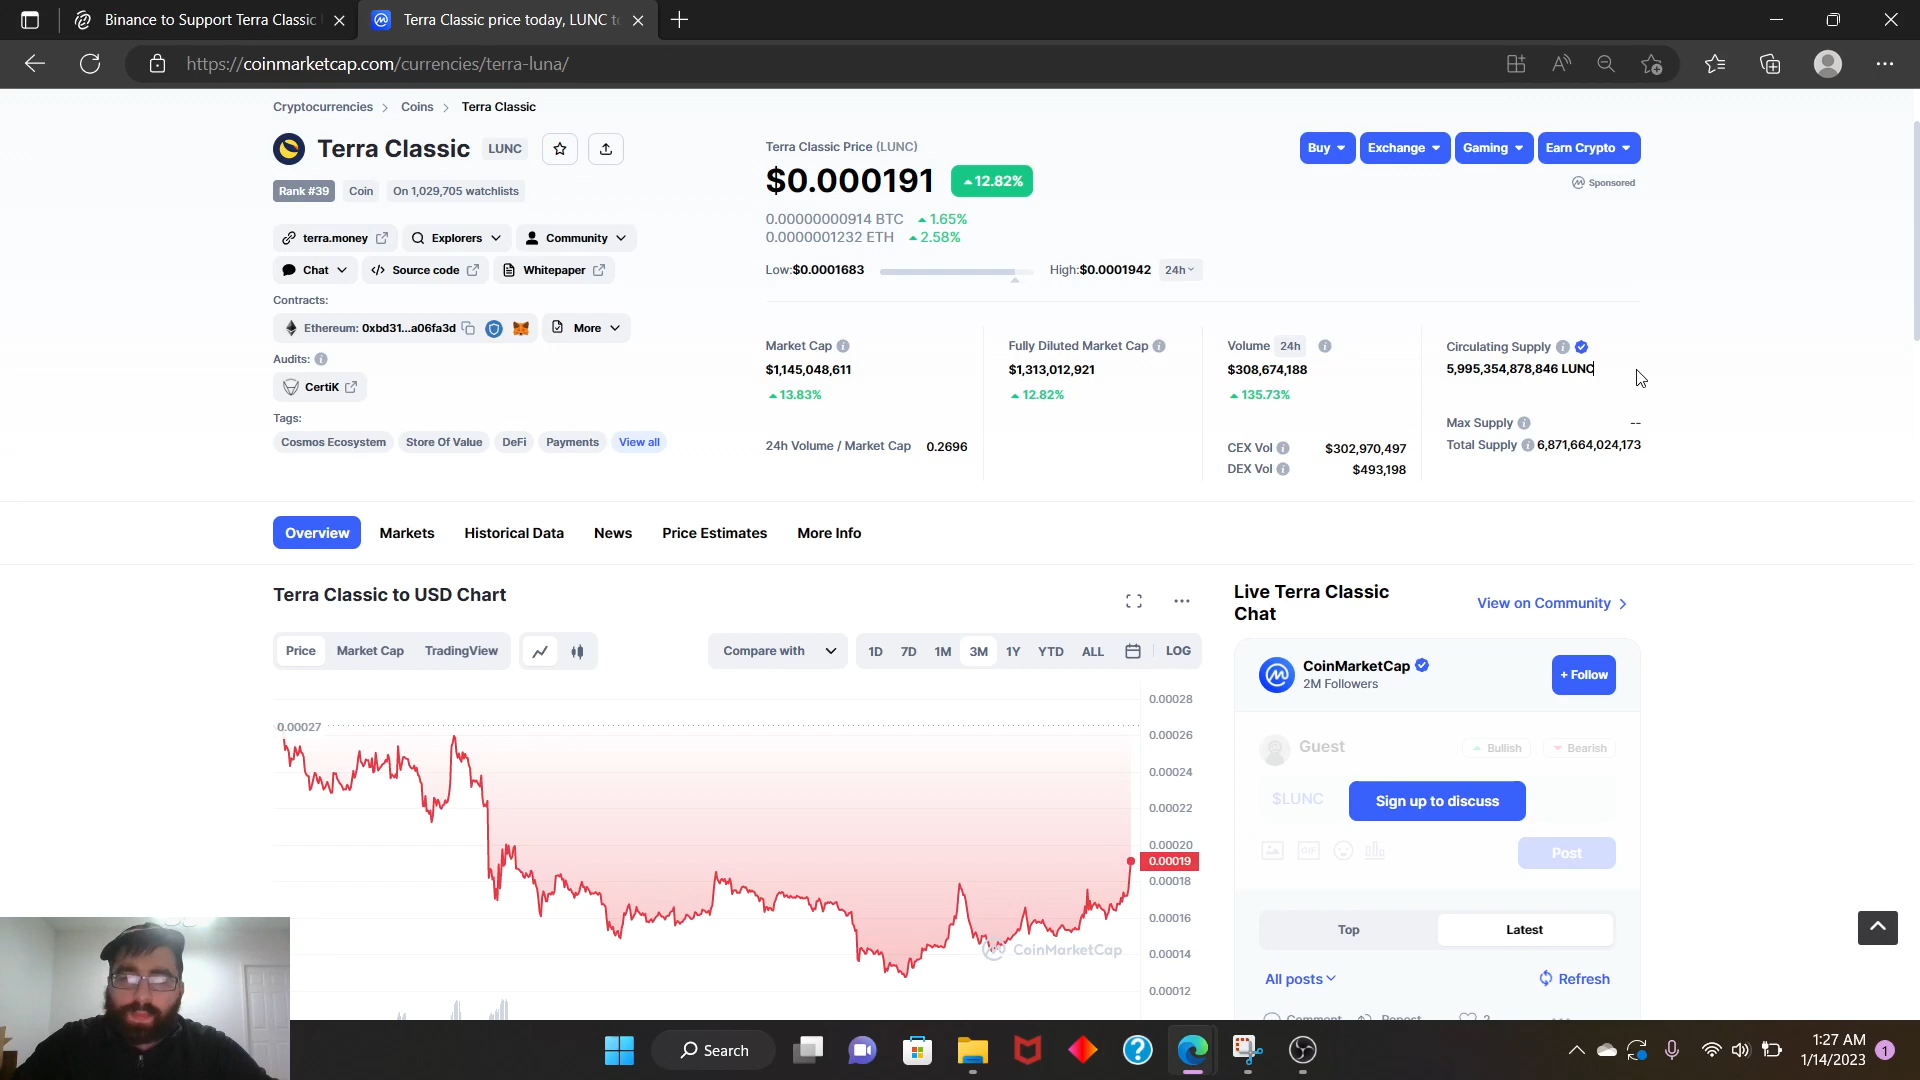 Binance to Support Terra Classic
Terra Classic price today, LUNC to
https://coinmarketcap.com/currencies/terra-luna/
Cryptocurrencies > Coins > Terra Classic
Terra Classic LUNC
Rank #39 Coin On 1,029,705 watchlists
terra.money Explorers Community
Chat Source code Whitepaper
Contracts:
Ethereum: 0xbd31...a06fa3d More
Audits:
CertiK
Tags:
Cosmos Ecosystem Store Of Value DeFi Payments View all
Terra Classic Price (LUNC)
$0.000191 12.82%
0.00000000914 BTC 1.65%
0.0000001232 ETH 2.58%
Low:$0.0001683 High:$0.0001942 24h
Buy Exchange Gaming Earn Crypto
Sponsored
Market Cap
$1,145,048,611
13.83%
24h Volume / Market Cap 0.2696
Fully Diluted Market Cap
$1,313,012,921
12.82%
Volume 24h
$308,674,188
135.73%
CEX Vol $302,970,497
DEX Vol $493,198
Circulating Supply
5,995,354,878,846 LUNC
Max Supply --
Total Supply 6,871,664,024,173
Overview Markets Historical Data News Price Estimates More Info
Terra Classic to USD Chart
Price Market Cap TradingView
Compare with 1D 7D 1M 3M 1Y YTD ALL LOG
0.00027
0.00028
0.00026
0.00024
0.00022
0.00020
0.00019
0.00018
0.00016
0.00014
0.00012
CoinMarketCap
Live Terra Classic
Chat
View on Community >
CoinMarketCap
2M Followers
+ Follow
Guest Bullish Bearish
$LUNC Sign up to discuss
GIF
Post
Top Latest
All posts Refresh
Comment Repost 2
Search
1:27 AM
1/14/2023
1